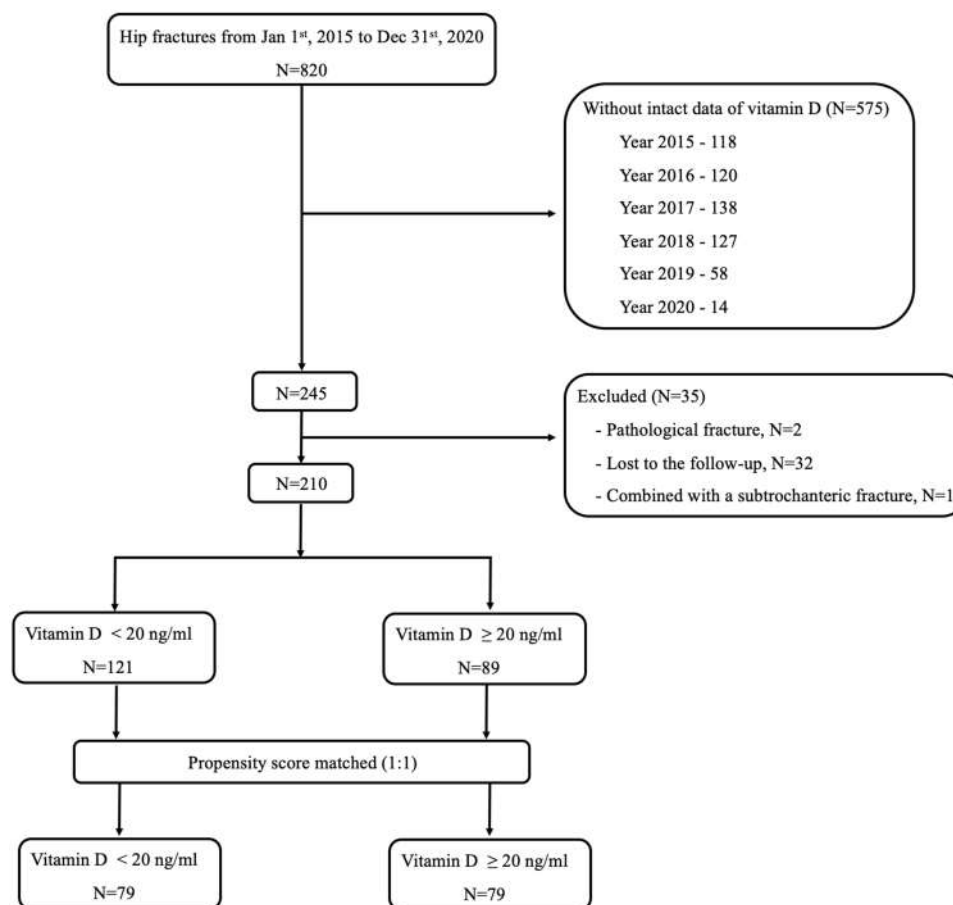 Hip fractures from Jan 1st, 2015 to Dec 31st, 2020
N=820
Without intact data of vitamin D (N=575)
Year 2015 - 118
Year 2016 - 120
Year 2017 - 138
Year 2018 - 127
Year 2019 - 58
Year 2020 - 14
N=245
Excluded (N=35)
- Pathological fracture, N=2
- Lost to the follow-up, N=32
- Combined with a subtrochanteric fracture, N=1
N=210
Vitamin D < 20 ng/ml
N=121
Vitamin D ≥ 20 ng/ml
N=89
Propensity score matched (1:1)
Vitamin D < 20 ng/ml
N=79
Vitamin D ≥ 20 ng/ml
N=79